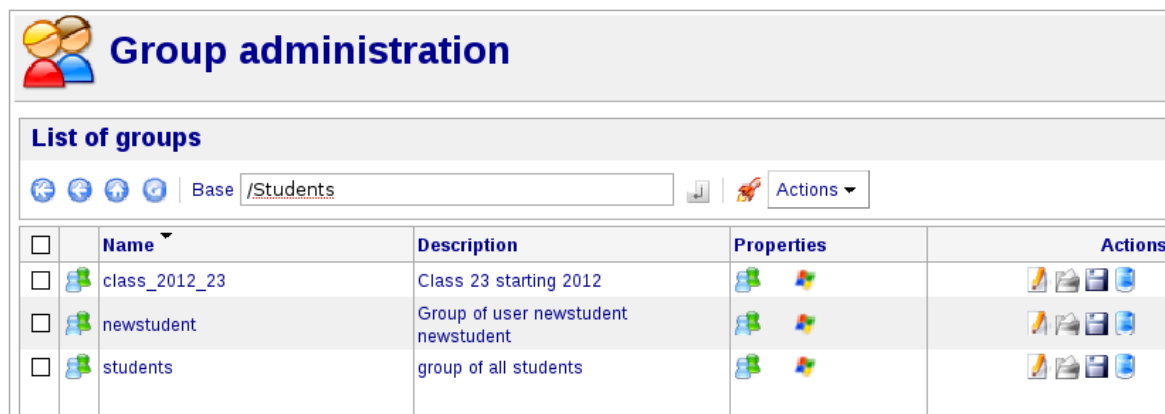 Group administration
List of groups
Base /Students Actions
Name Description Properties Actions
class_2012_23 Class 23 starting 2012
newstudent Group of user newstudent
newstudent
students group of all students